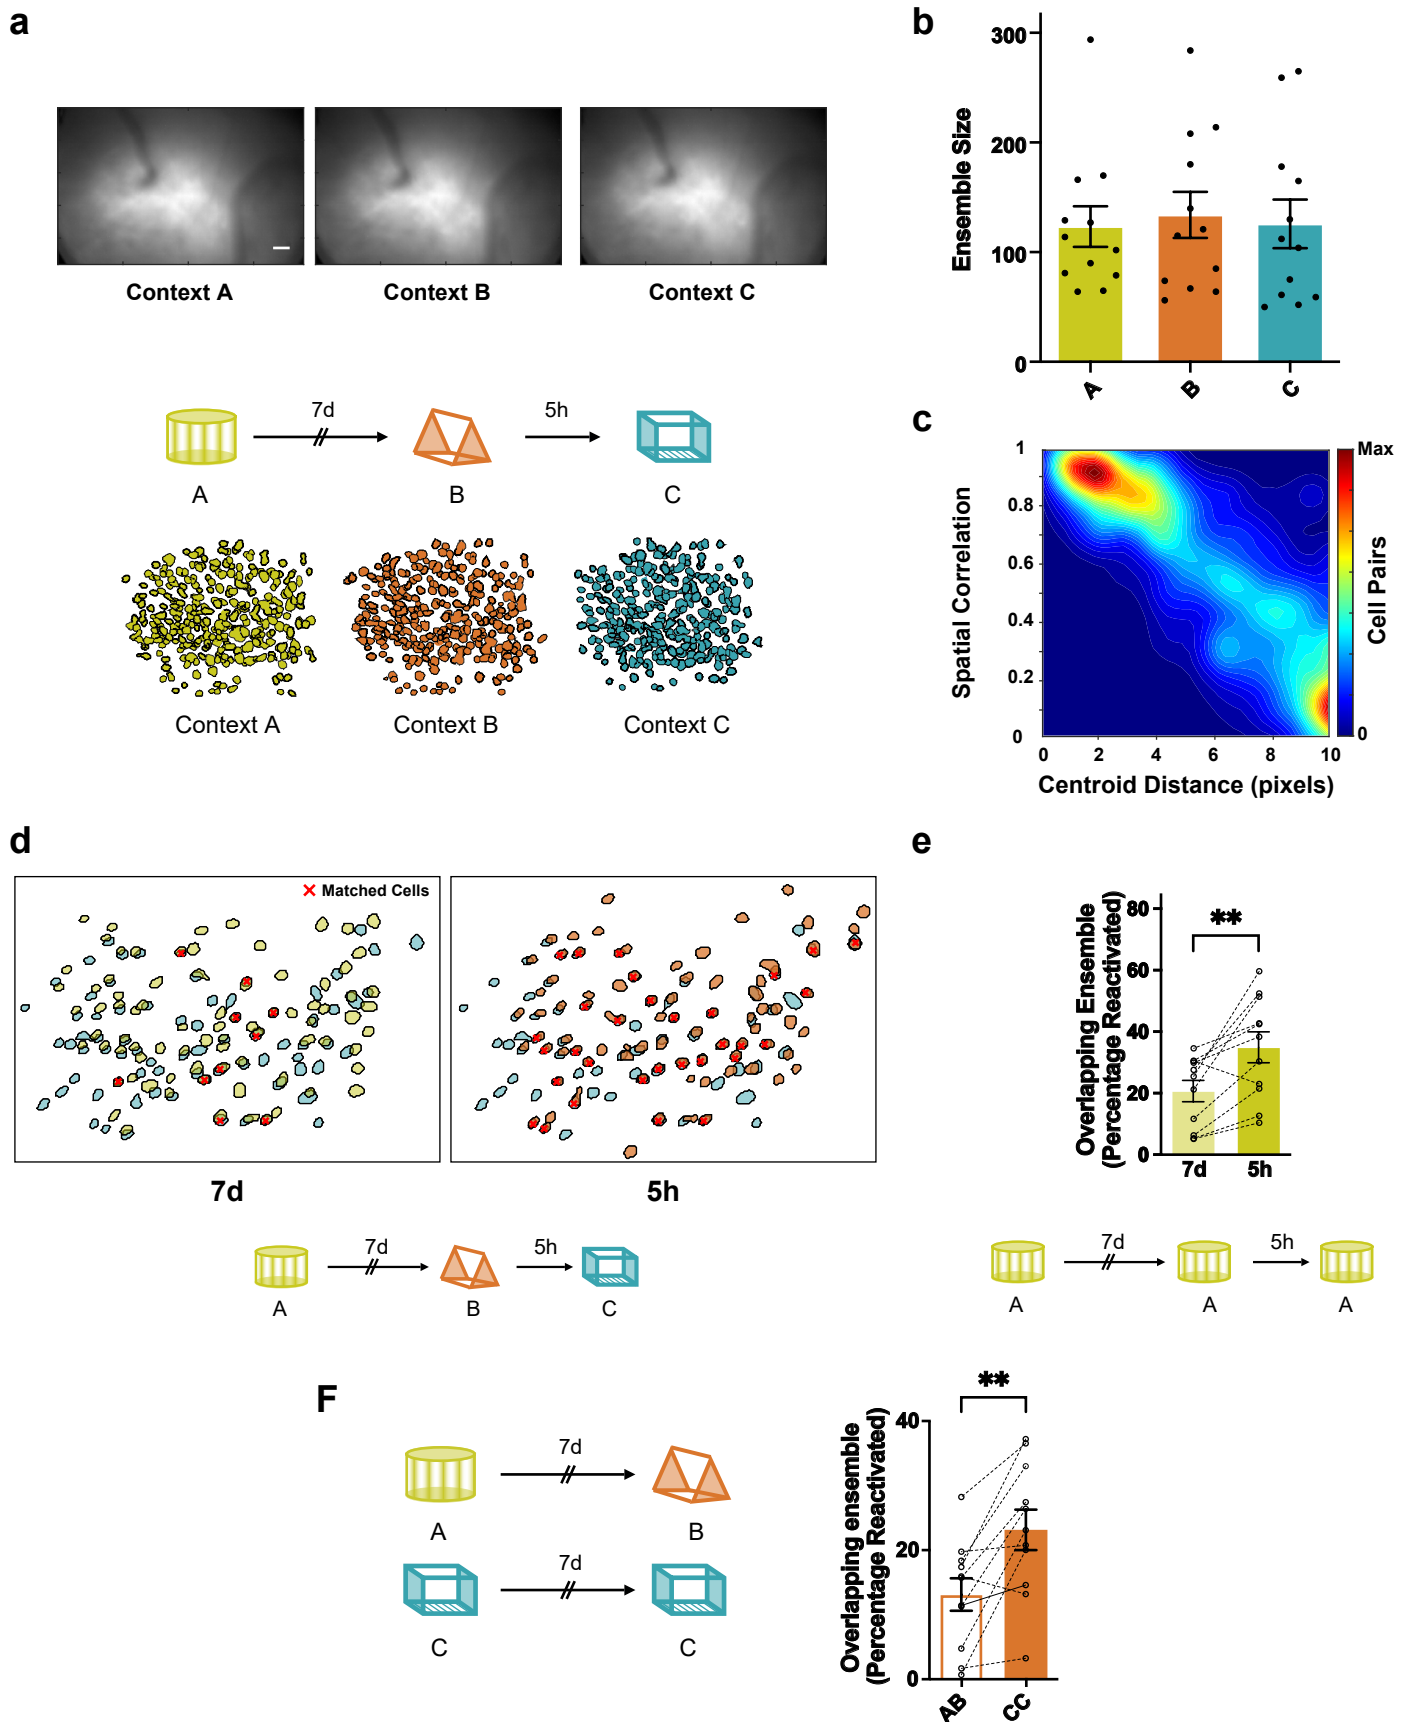 a
Context A
Context B
Context C
7d
5h
A
B
C
Context A
Context B
Context C
b
Ensemble Size
300
200
100
0
A
B
C
c
Spatial Correlation
1
0.8
0.6
0.4
0.2
0
0
2
4
6
8
10
Centroid Distance (pixels)
Max
0
Cell Pairs
d
Matched Cells
7d
5h
7d
5h
A
B
C
e
Overlapping Ensemble
(Percentage Reactivated)
80
60
40
20
0
**
7d
5h
7d
5h
A
A
A
F
7d
A
B
7d
C
C
Overlapping ensemble
(Percentage Reactivated)
40
20
0
**
AB
CC